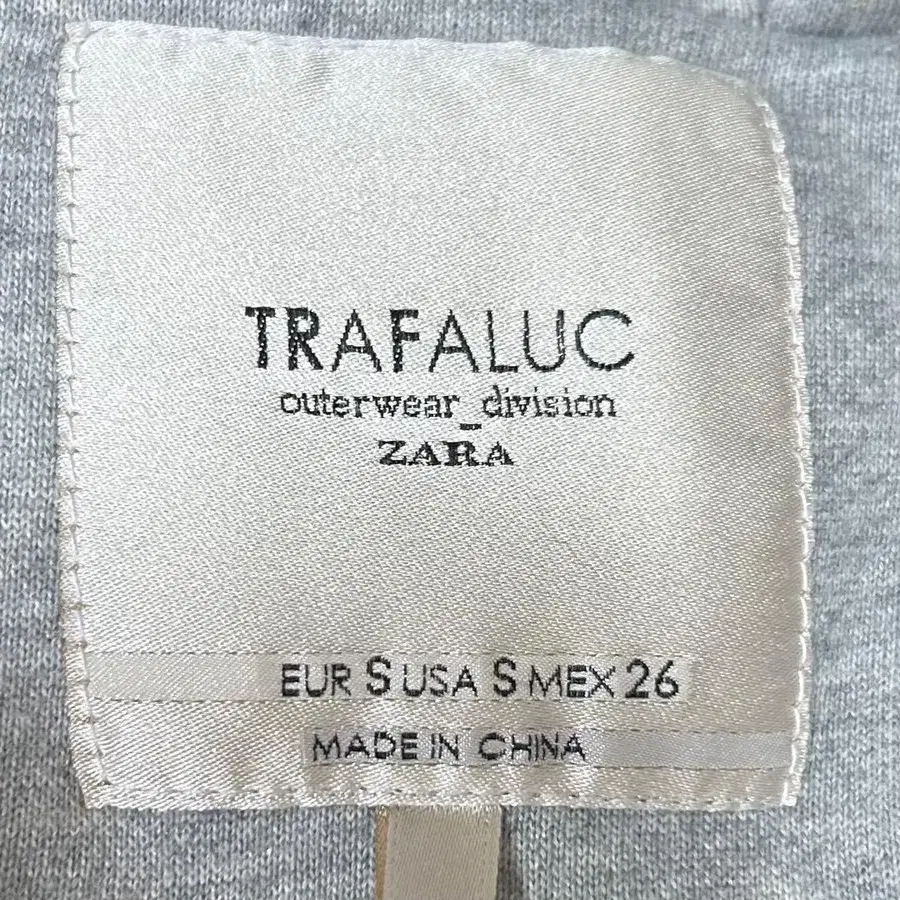 TRAFALUC
outerwear_division
ZARA
EUR S USA S MEX 26
MADE IN CHINA